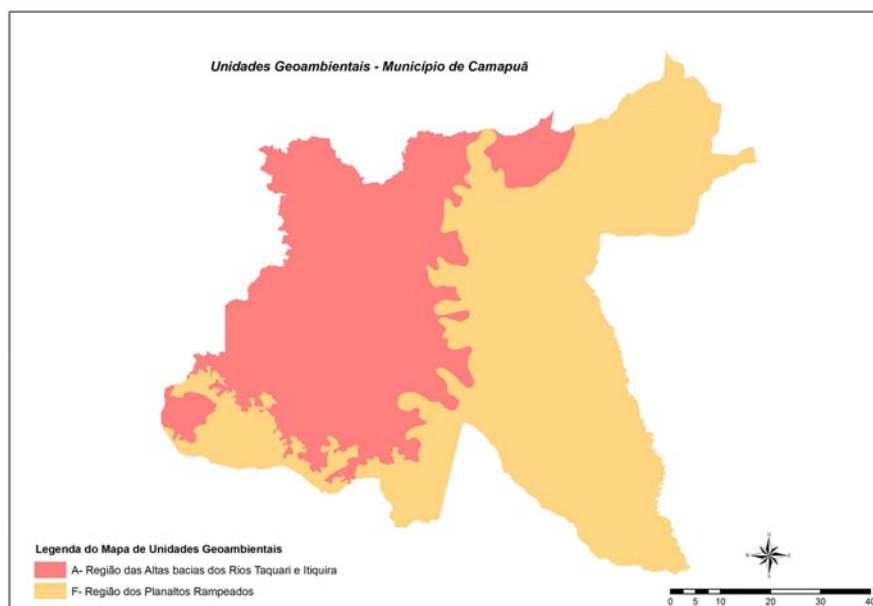 Unidades Geoambientais - Município de Camapuã
Legenda do Mapa de Unidades Geoambientais
A- Região das Altas bacias dos Rios Taquari e Itiquira
F- Região dos Planaltos Rampeados
0 5 10 20 30 40